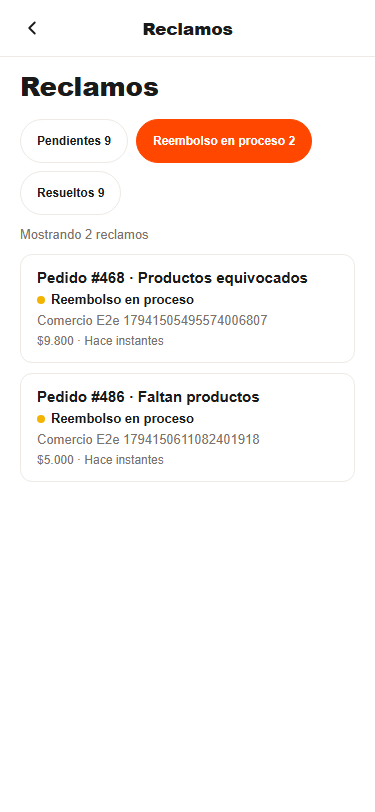 Reclamos
Reclamos
Pendientes 9
Reembolso en proceso 2
Resueltos 9
Mostrando 2 reclamos
Pedido #468 · Productos equivocados
Reembolso en proceso
Comercio E2e 17941505495574006807
$9.800 · Hace instantes
Pedido #486 · Faltan productos
Reembolso en proceso
Comercio E2e 1794150611082401918
$5.000 · Hace instantes